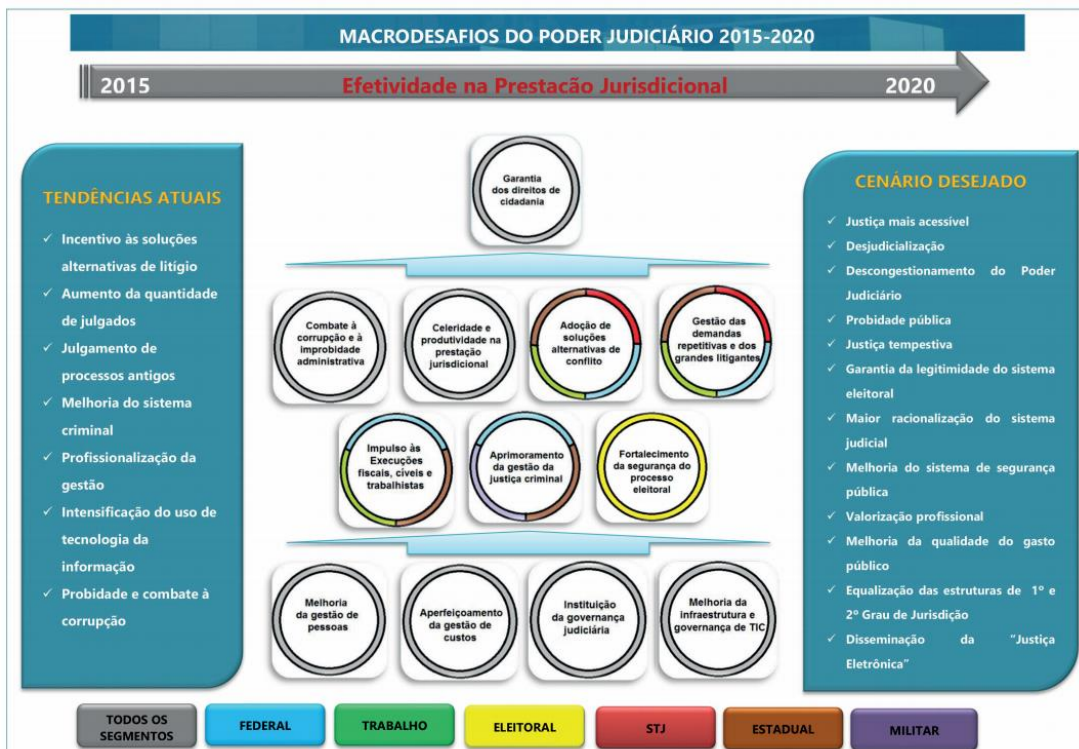 MACRODESAFIOS DO PODER JUDICIÁRIO 2015-2020
2015
Efetividade na Prestacão Jurisdicional
2020
TENDÊNCIAS ATUAIS
✓ Incentivo às soluções
alternativas de litígio
✓ Aumento da quantidade
de julgados
✓ Julgamento de
processos antigos
✓ Melhoria do sistema
criminal
✓ Profissionalização da
gestão
✓ Intensificação do uso de
tecnologia da
informação
✓ Probidade e combate à
corrupção
Garantia
dos direitos de
cidadania
Combate à
corrupção e à
improbidade
administrativa
Celeridade e
produtividade na
prestação
jurisdicional
Adoção de
soluções
alternativas de
conflito
Gestão das
demandas
repetitivas e dos
grandes litigantes
Impulso às
Execuções
fiscais, cíveis e
trabalhistas
Aprimoramento
da gestão da
justiça criminal
Fortalecimento
da segurança do
processo
eleitoral
Melhoria
da gestão de
pessoas
Aperfeiçoamento
da gestão de
custos
Instituição
da governança
judiciária
Melhoria da
infraestrutura e
governança de TIC
CENÁRIO DESEJADO
✓ Justiça mais acessível
✓ Desjudicialização
✓ Descongestionamento do Poder
Judiciário
✓ Probidade pública
✓ Justiça tempestiva
✓ Garantia da legitimidade do sistema
eleitoral
✓ Maior racionalização do sistema
judicial
✓ Melhoria do sistema de segurança
pública
✓ Valorização profissional
✓ Melhoria da qualidade do gasto
público
✓ Equalização das estruturas de 1º e
2º Grau de Jurisdição
✓ Disseminação da "Justiça
Eletrônica"
TODOS OS
SEGMENTOS
FEDERAL
TRABALHO
ELEITORAL
STJ
ESTADUAL
MILITAR